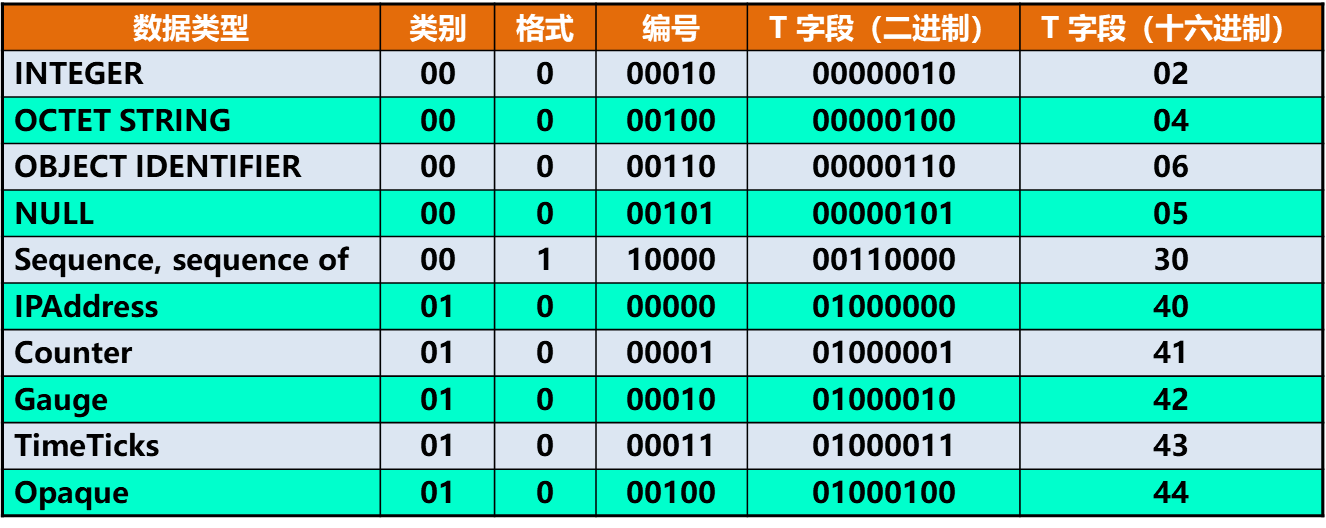 数据类型 类别 格式 编号 T 字段（二进制） T 字段（十六进制）
INTEGER 00 0 00010 00000010 02
OCTET STRING 00 0 00100 00000100 04
OBJECT IDENTIFIER 00 0 00110 00000110 06
NULL 00 0 00101 00000101 05
Sequence, sequence of 00 1 10000 00110000 30
IPAddress 01 0 00000 01000000 40
Counter 01 0 00001 01000001 41
Gauge 01 0 00010 01000010 42
TimeTicks 01 0 00011 01000011 43
Opaque 01 0 00100 01000100 44